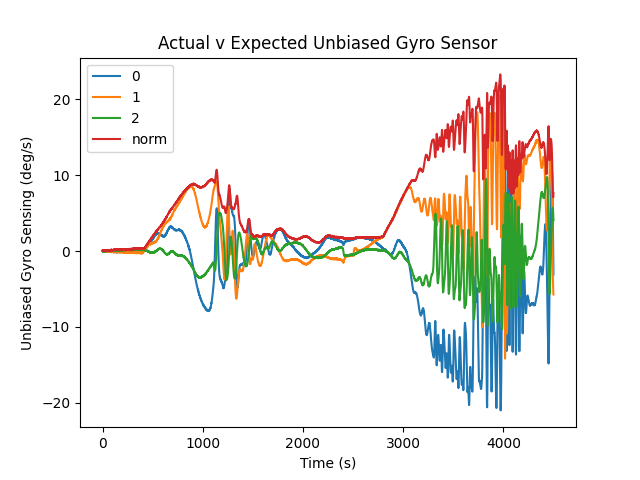 Actual v Expected Unbiased Gyro Sensor
0
1
2
norm
Unbiased Gyro Sensing (deg/s)
20
10
0
−10
−20
0 1000 2000 3000 4000
Time (s)